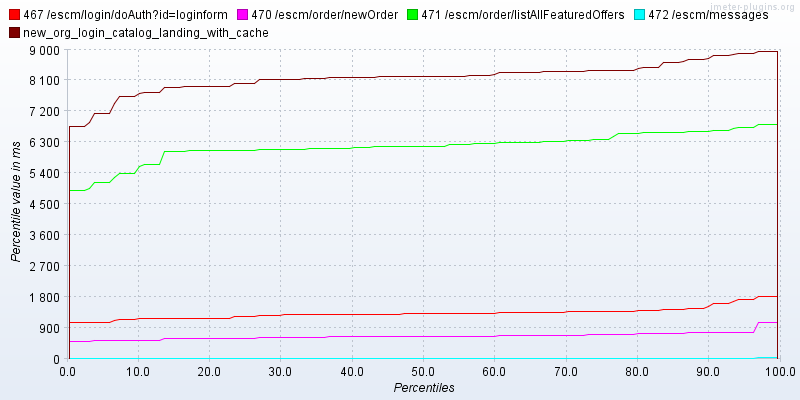 jmeter-plugins.org
467 /escm/login/doAuth?id=loginform 470 /escm/order/newOrder 471 /escm/order/listAllFeaturedOffers 472 /escm/messages
new_org_login_catalog_landing_with_cache
9 000
8 100
7 200
6 300
5 400
4 500
3 600
2 700
1 800
900
0
Percentile value in ms
0.0 10.0 20.0 30.0 40.0 50.0 60.0 70.0 80.0 90.0 100.0
Percentiles